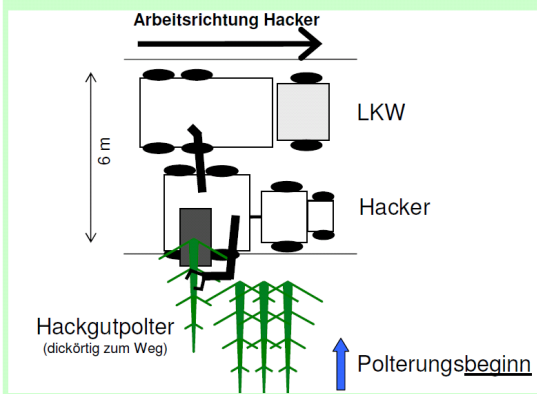 Arbeitsrichtung Hacker
LKW
6 m
Hacker
Hackgutpolter
(dickörtig zum Weg)
Polterungsbeginn